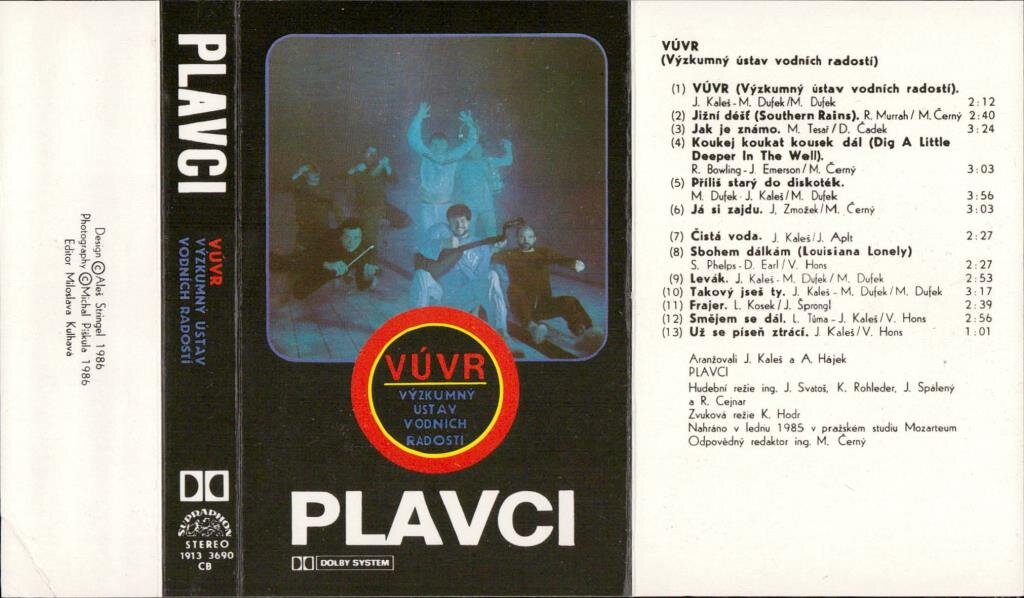 Design ©Aleš Stringel 1986
Photography ©Michal Piskula 1986
Editor Miloslava Kulhavá
PLAVCI
VÚVR
VÝZKUMNÝ ÚSTAV
VODNÍCH RADOSTÍ
SUPRAPHON
STEREO
1913 3690
CB
VÚVR
VÝZKUMNÝ
ÚSTAV
VODNÍCH
RADOSTÍ
PLAVCI
DOLBY SYSTEM
VÚVR
(Výzkumný ústav vodních radostí)
(1) VÚVR (Výzkumný ústav vodních radostí).
J. Kaleš-M. Dufek/M. Dufek 2:12
(2) Jižní déšť (Southern Rains). R. Murrah/M. Černý 2:40
(3) Jak je známo. M. Tesař/D. Čadek 3:24
(4) Koukej koukat kousek dál (Dig A Little
Deeper In The Well).
R. Bowling-J. Emerson/M. Černý 3:03
(5) Příliš starý do diskoték.
M. Dufek-J. Kaleš/M. Dufek 3:56
(6) Já si zajdu. J. Zmožek/M. Černý 3:03
(7) Čistá voda. J. Kaleš/J. Aplt 2:27
(8) Sbohem dálkám (Louisiana Lonely)
S. Phelps-D. Earl/V. Hons 2:27
(9) Levák. J. Kaleš-M. Dufek/M. Dufek 2:53
(10) Takový jseš ty. J. Kaleš-M. Dufek/M. Dufek 3:17
(11) Frajer. L. Kosek/J. Šprongl 2:39
(12) Smějem se dál. L. Tůma-J. Kaleš/V. Hons 2:56
(13) Už se píseň ztrácí. J. Kaleš/V. Hons 1:01
Aranžovali J. Kaleš a A. Hájek
PLAVCI
Hudební režie ing. J. Svatoš, K. Rohleder, J. Spálený
a R. Cejnar
Zvuková režie K. Hodr
Nahráno v lednu 1985 v pražském studiu Mozarteum
Odpovědný redaktor ing. M. Černý